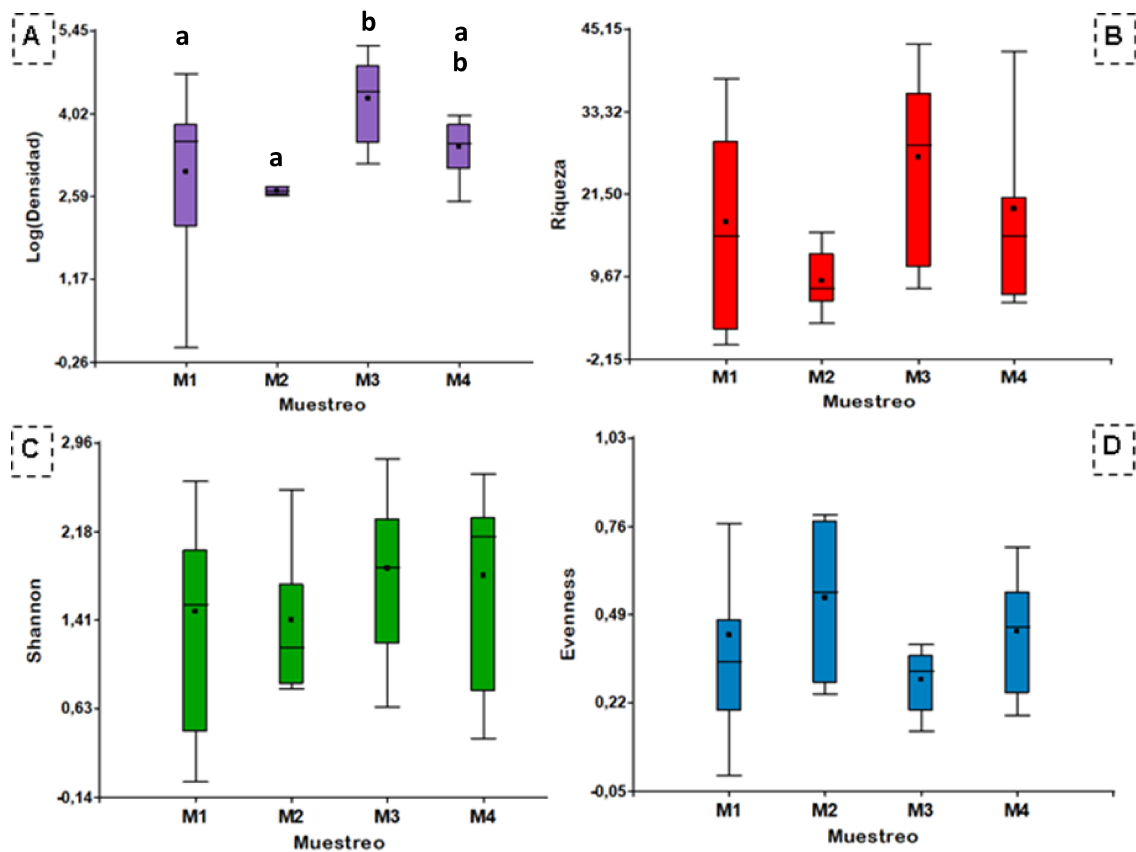 A
5,45
4,02
2,59
1,17
-0,26
Log(Densidad)
a
a
b
a
b
M1 M2 M3 M4
Muestreo
B
45,15
33,32
21,50
9,67
-2,15
Riqueza
M1 M2 M3 M4
Muestreo
C
2,96
2,18
1,41
0,63
-0,14
Shannon
M1 M2 M3 M4
Muestreo
D
1,03
0,76
0,49
0,22
-0,05
Evenness
M1 M2 M3 M4
Muestreo